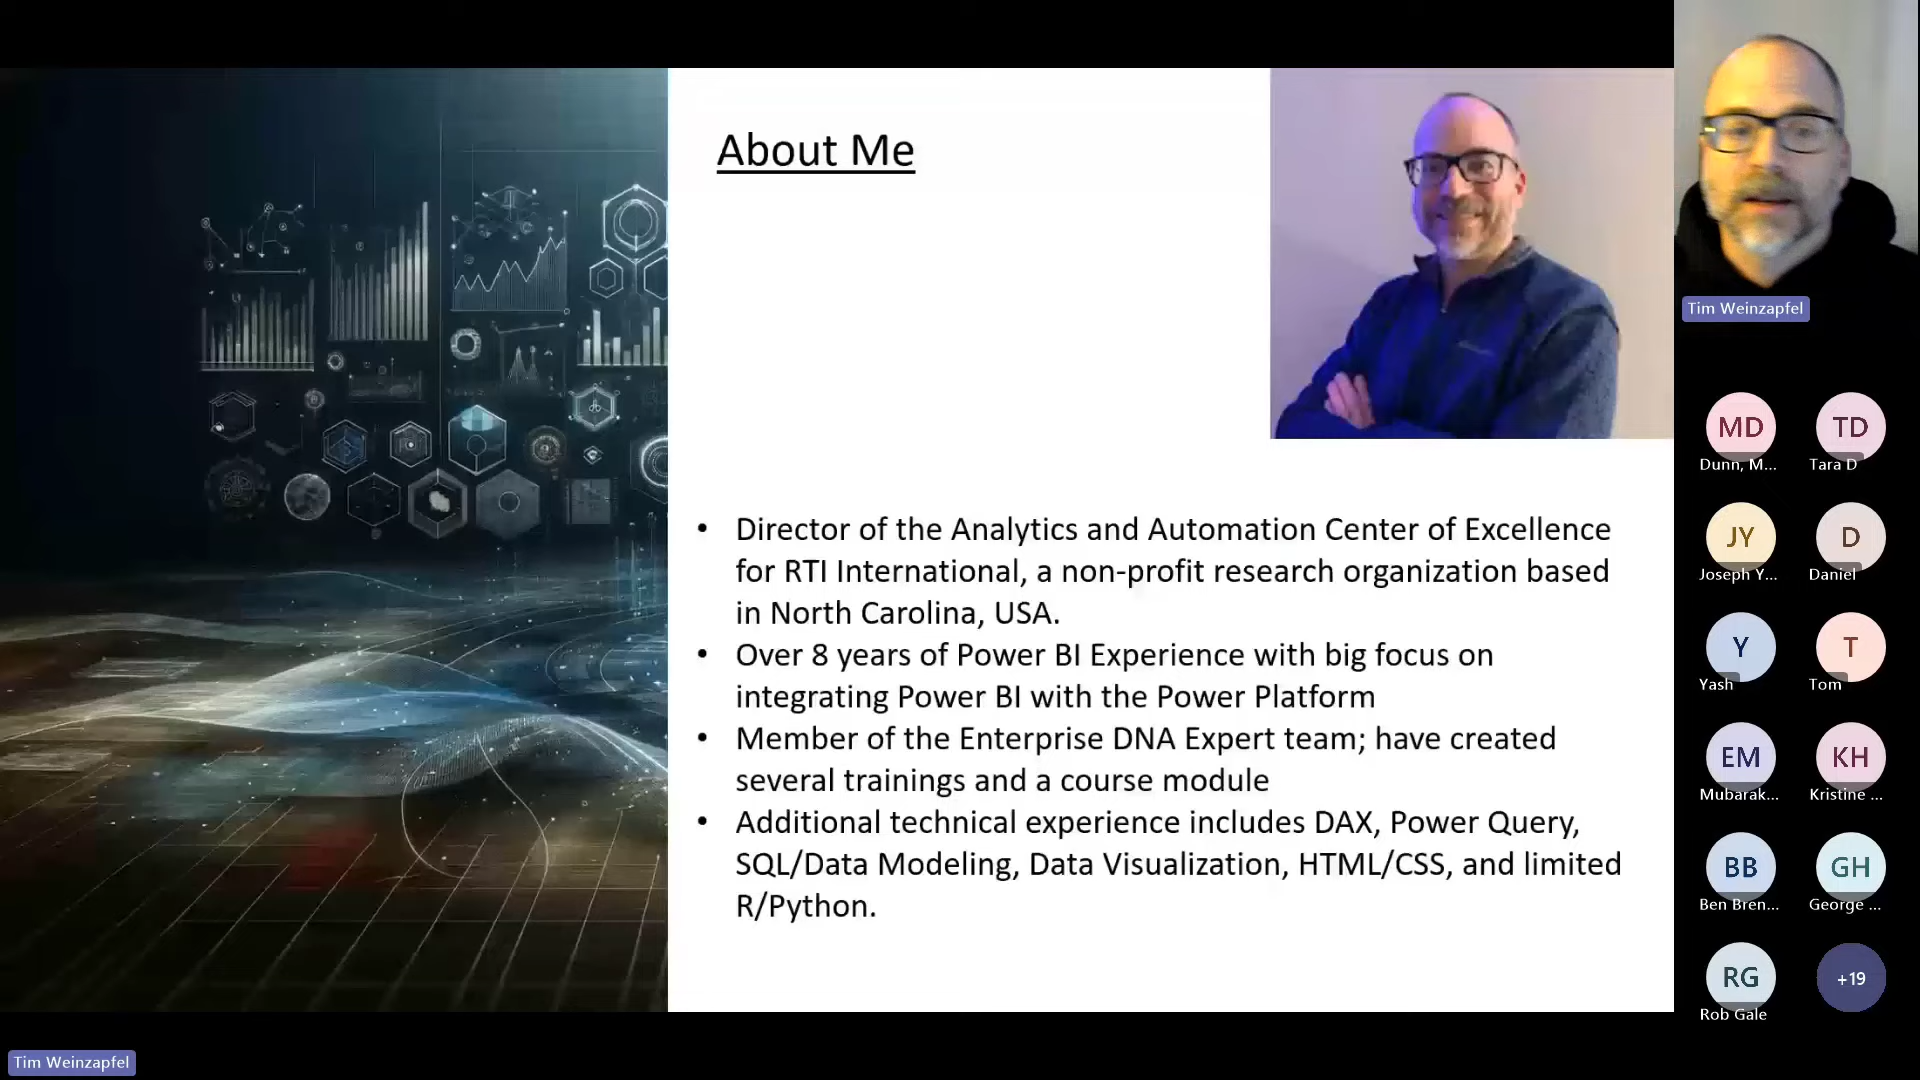 About Me
• Director of the Analytics and Automation Center of Excellence
for RTI International, a non-profit research organization based
in North Carolina, USA.
• Over 8 years of Power BI Experience with big focus on
integrating Power BI with the Power Platform
• Member of the Enterprise DNA Expert team; have created
several trainings and a course module
• Additional technical experience includes DAX, Power Query,
SQL/Data Modeling, Data Visualization, HTML/CSS, and limited
R/Python.
Tim Weinzapfel
MD
Dunn, M...
TD
Tara D
JY
Joseph Y...
D
Daniel
Y
Yash
T
Tom
EM
Mubarak...
KH
Kristine ...
BB
Ben Bren...
GH
George ...
RG
Rob Gale
+19
Tim Weinzapfel